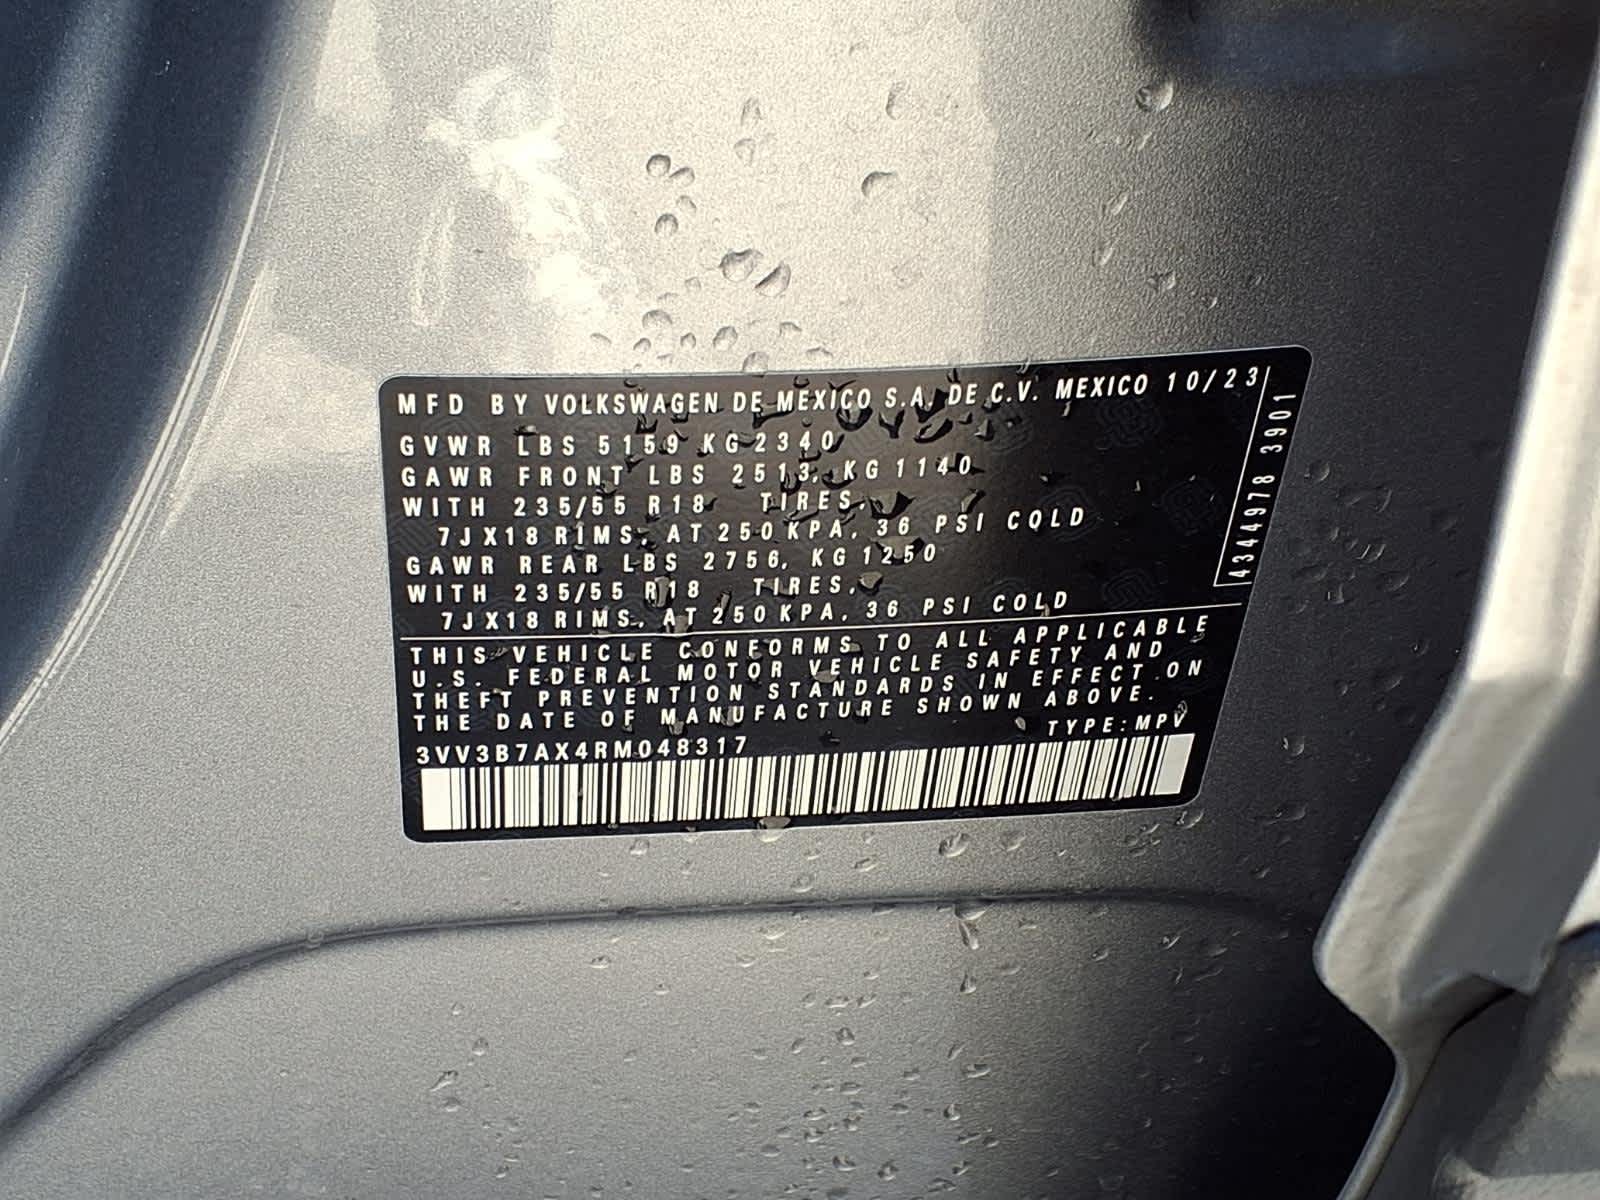 MFD BY VOLKSWAGEN DE MEXICO S.A. DE C.V. MEXICO 10/23
GVWR LBS 5159 KG 2340
GAWR FRONT LBS 2513, KG 1140
WITH 235/55 R18 TIRES,
7JX18 RIMS, AT 250 KPA, 36 PSI COLD
GAWR REAR LBS 2756, KG 1250
WITH 235/55 R18 TIRES,
7JX18 RIMS, AT 250 KPA, 36 PSI COLD
4344978 3901
THIS VEHICLE CONFORMS TO ALL APPLICABLE
U.S. FEDERAL MOTOR VEHICLE SAFETY AND
THEFT PREVENTION STANDARDS IN EFFECT ON
THE DATE OF MANUFACTURE SHOWN ABOVE.
TYPE: MPV
3VV3B7AX4RM048317